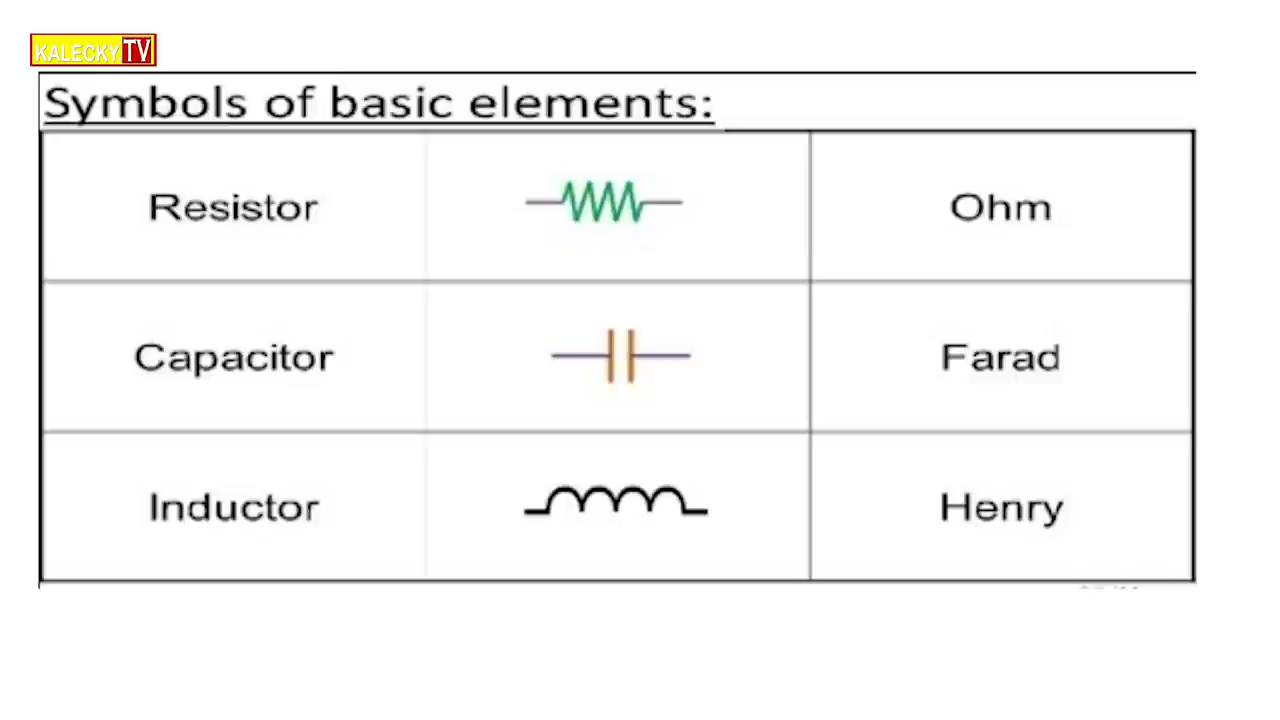 KALECKY TV
Symbols of basic elements:
Resistor
Ohm
Capacitor
Farad
Inductor
Henry